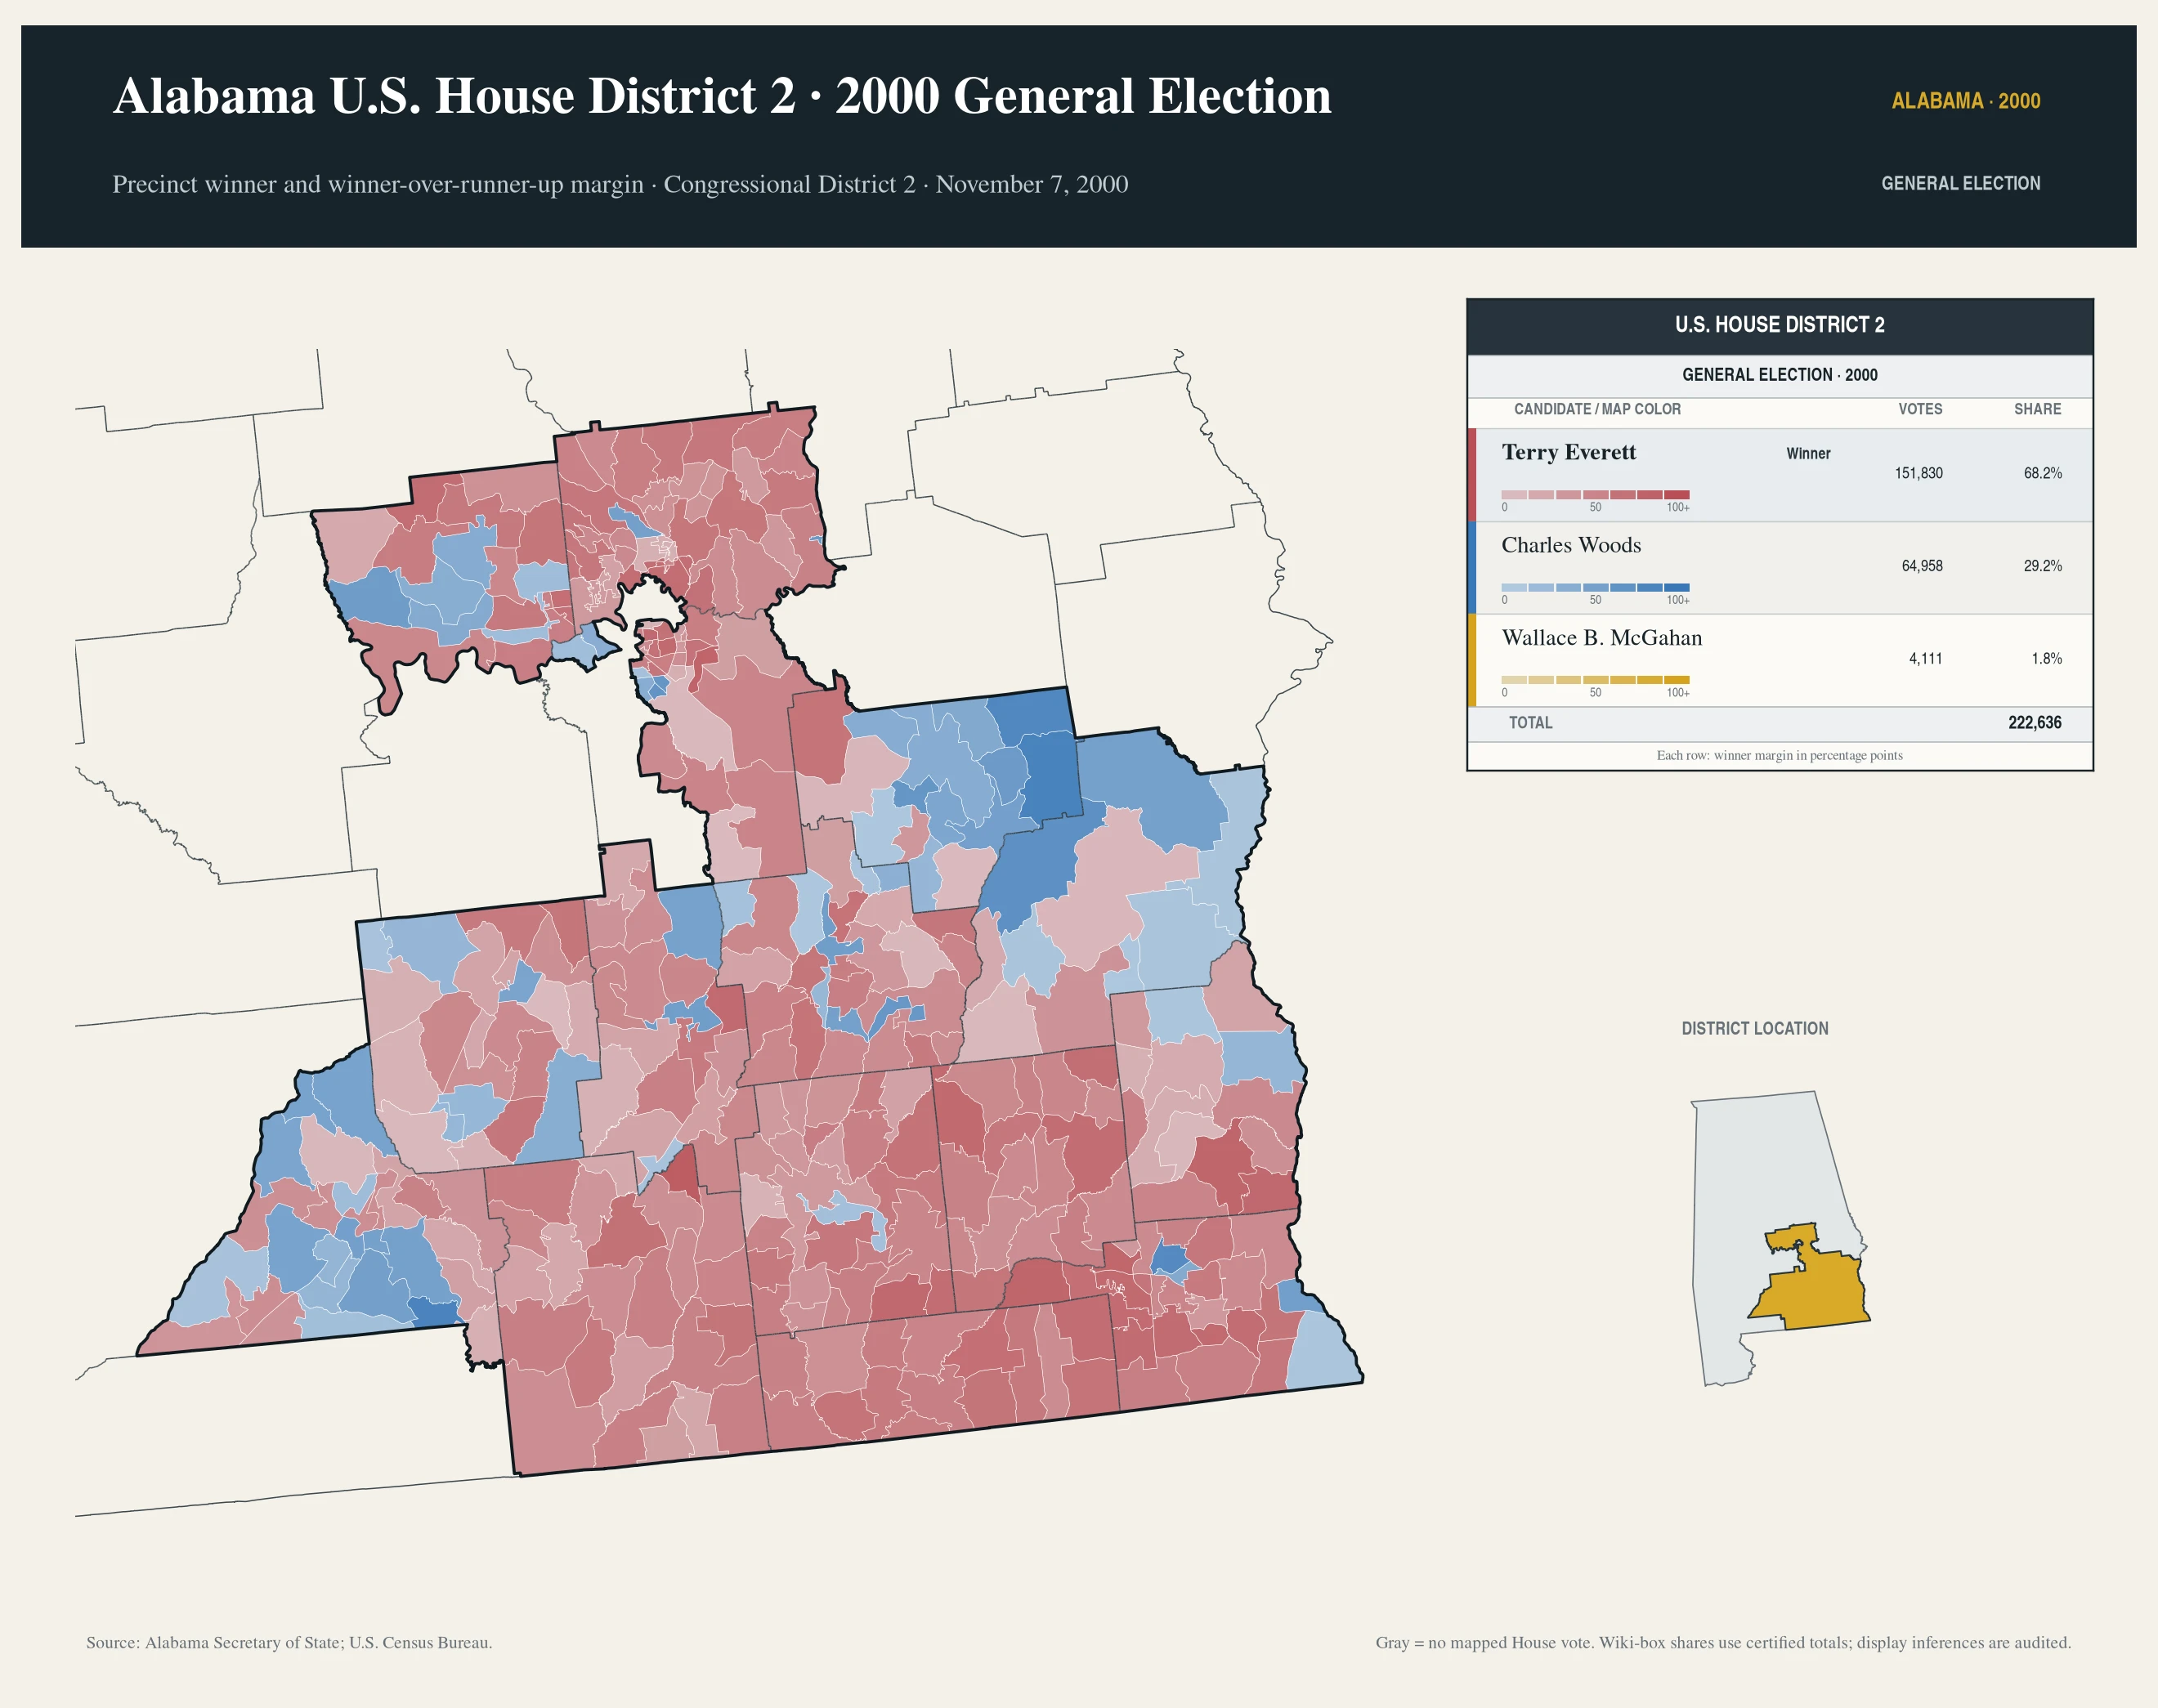 Alabama U.S. House District 2 · 2000 General Election
ALABAMA · 2000
Precinct winner and winner-over-runner-up margin · Congressional District 2 · November 7, 2000
GENERAL ELECTION
U.S. HOUSE DISTRICT 2
GENERAL ELECTION · 2000
CANDIDATE / MAP COLOR VOTES SHARE
Terry Everett Winner 151,830 68.2%
0 50 100+
Charles Woods 64,958 29.2%
0 50 100+
Wallace B. McGahan 4,111 1.8%
0 50 100+
TOTAL 222,636
Each row: winner margin in percentage points
DISTRICT LOCATION
Source: Alabama Secretary of State; U.S. Census Bureau.
Gray = no mapped House vote. Wiki-box shares use certified totals; display inferences are audited.